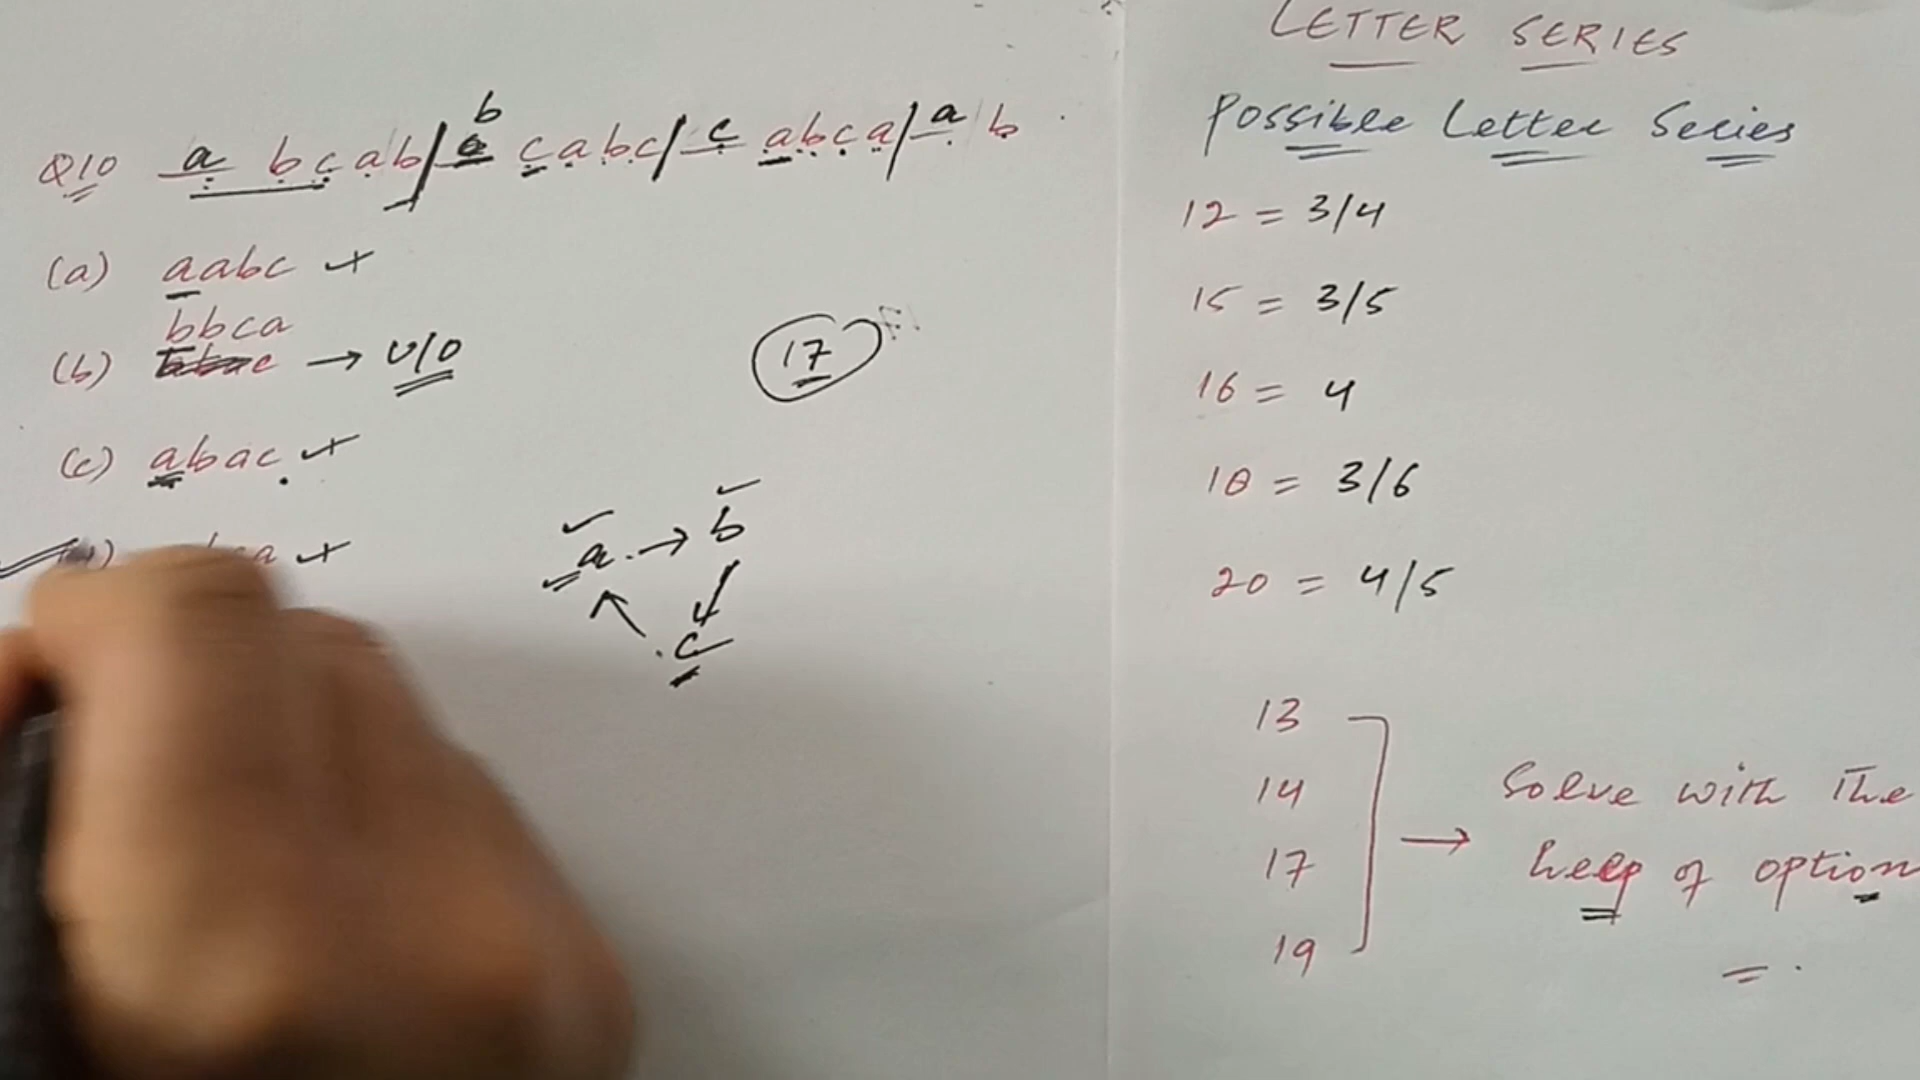 b
Q10 a bcab/ cabc/ c abca/ a b
(a) aabc
bbca
(b) → U/0
(c) abac
a → b
c
17
LETTER SERIES
Possible Letter Series
12 = 3/4
15 = 3/5
16 = 4
18 = 3/6
20 = 4/5
13
14
17
19
→ Solve with the
help of option